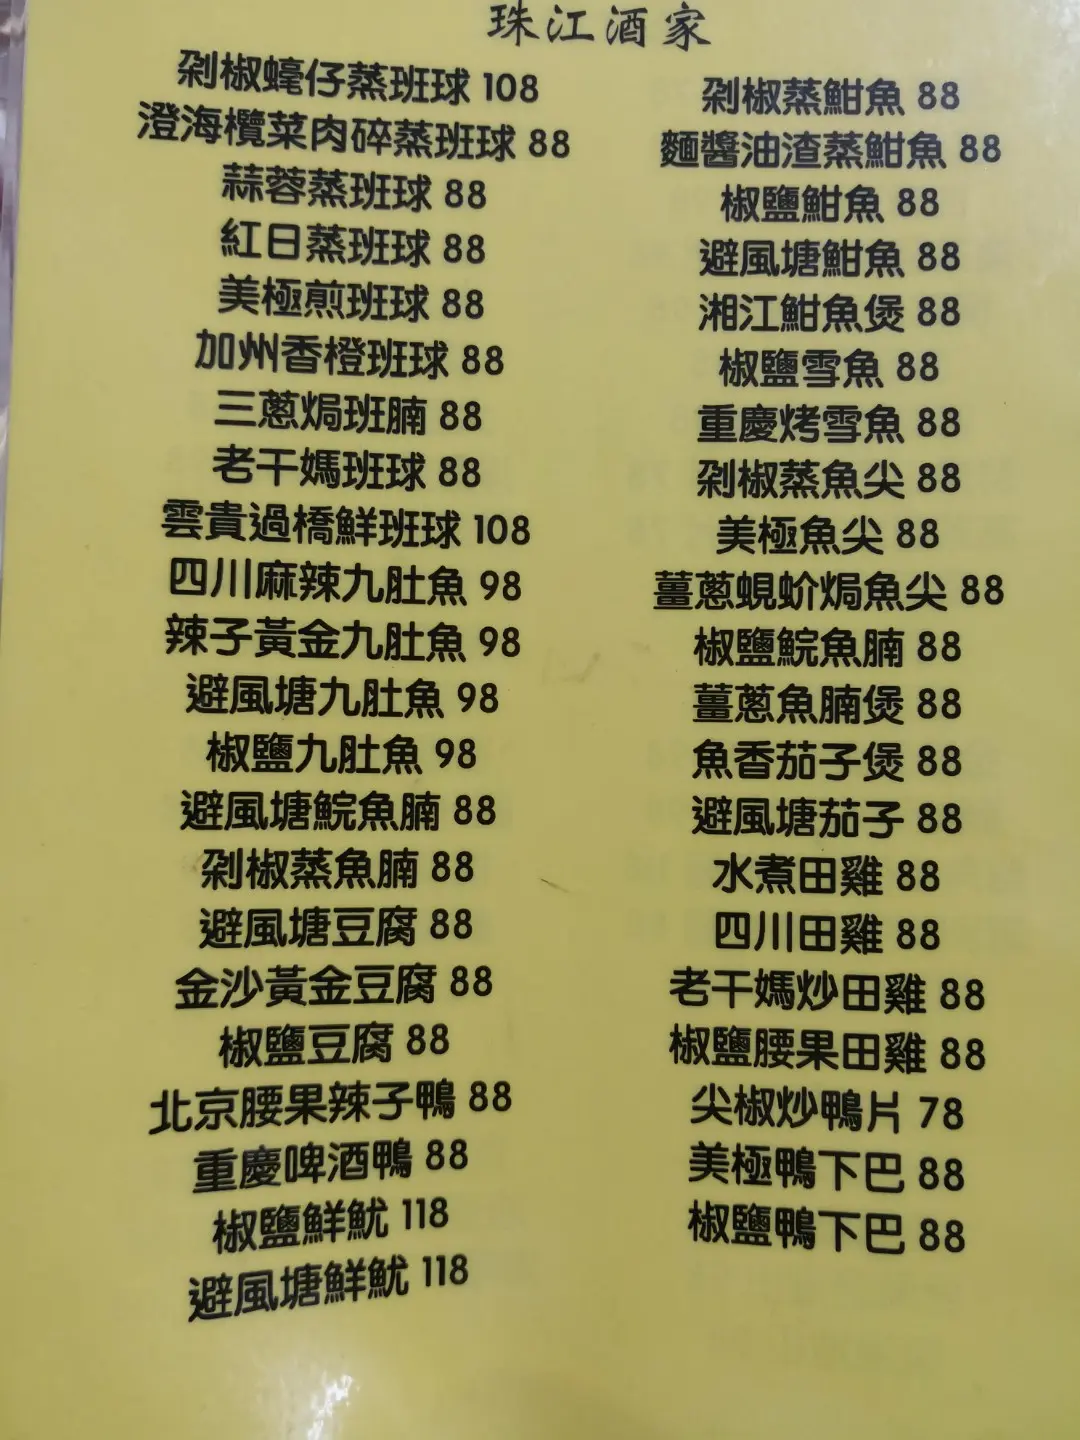 珠江酒家
剁椒蠔仔蒸班球 108
澄海欖菜肉碎蒸班球 88
蒜蓉蒸班球 88
紅日蒸班球 88
美極煎班球 88
加州香橙班球 88
三蔥焗班腩 88
老干媽班球 88
雲貴過橋鮮班球 108
四川麻辣九肚魚 98
辣子黃金九肚魚 98
避風塘九肚魚 98
椒鹽九肚魚 98
避風塘鯇魚腩 88
剁椒蒸魚腩 88
避風塘豆腐 88
金沙黃金豆腐 88
椒鹽豆腐 88
北京腰果辣子鴨 88
重慶啤酒鴨 88
椒鹽鮮魷 118
避風塘鮮魷 118
剁椒蒸魽魚 88
麵醬油渣蒸魽魚 88
椒鹽魽魚 88
避風塘魽魚 88
湘江魽魚煲 88
椒鹽雪魚 88
重慶烤雪魚 88
剁椒蒸魚尖 88
美極魚尖 88
薑蔥蜆蚧焗魚尖 88
椒鹽鯇魚腩 88
薑蔥魚腩煲 88
魚香茄子煲 88
避風塘茄子 88
水煮田雞 88
四川田雞 88
老干媽炒田雞 88
椒鹽腰果田雞 88
尖椒炒鴨片 78
美極鴨下巴 88
椒鹽鴨下巴 88